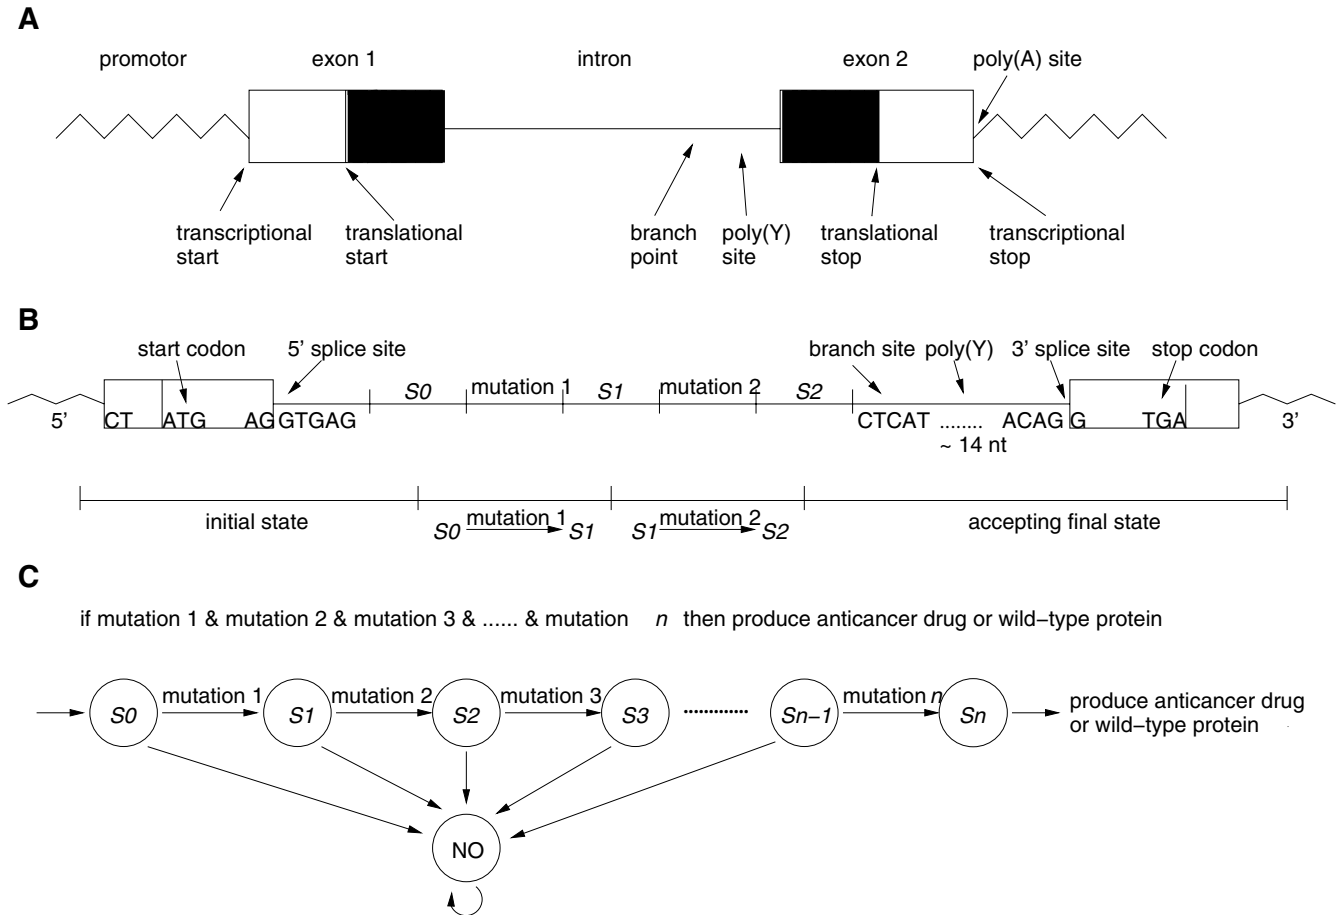 A
promotor exon 1 intron exon 2 poly(A) site
transcriptional start translational start branch point poly(Y) site translational stop transcriptional stop
B
start codon 5' splice site branch site poly(Y) 3' splice site stop codon
S0 mutation 1 S1 mutation 2 S2
5' CT ATG AG GTGAG CTCAT ........ ACAG G TGA 3'
~ 14 nt
initial state S0 mutation 1 S1 S1 mutation 2 S2 accepting final state
C
if mutation 1 & mutation 2 & mutation 3 & ...... & mutation n then produce anticancer drug or wild−type protein
S0 mutation 1 S1 mutation 2 S2 mutation 3 S3 ............. Sn−1 mutation n Sn produce anticancer drug
or wild−type protein
NO